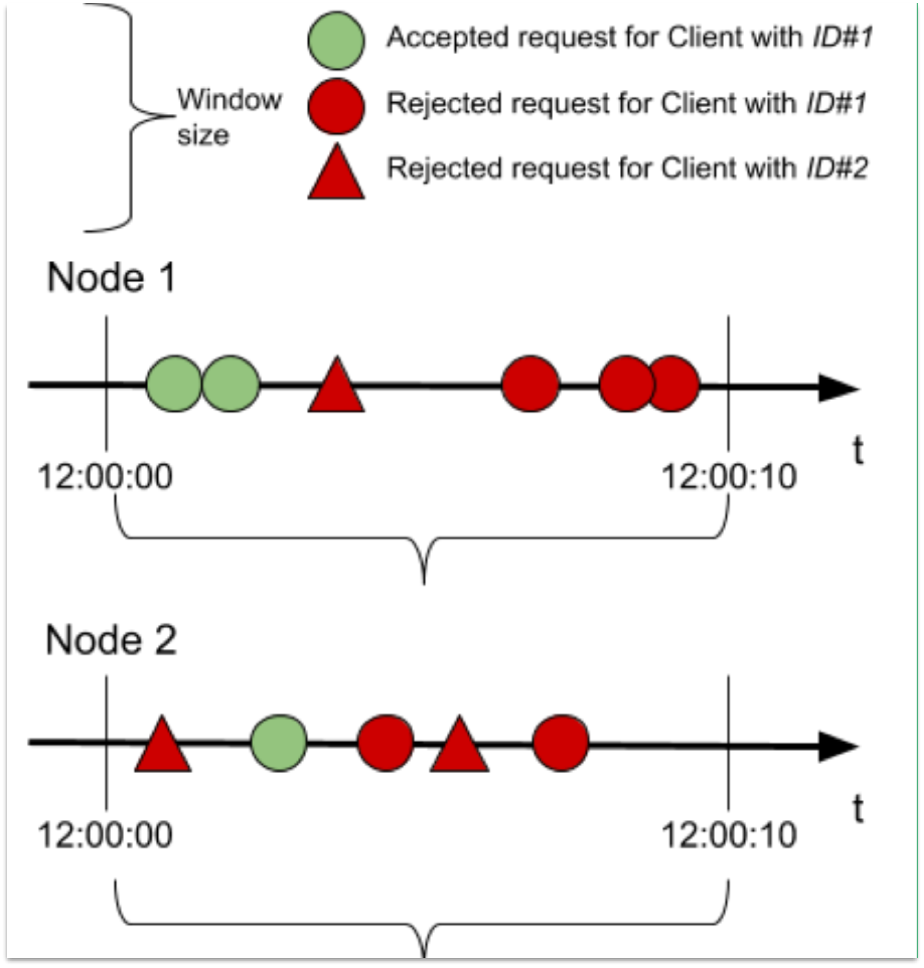 Window
size
Accepted request for Client with ID#1
Rejected request for Client with ID#1
Rejected request for Client with ID#2
Node 1
12:00:00
12:00:10
t
Node 2
12:00:00
12:00:10
t